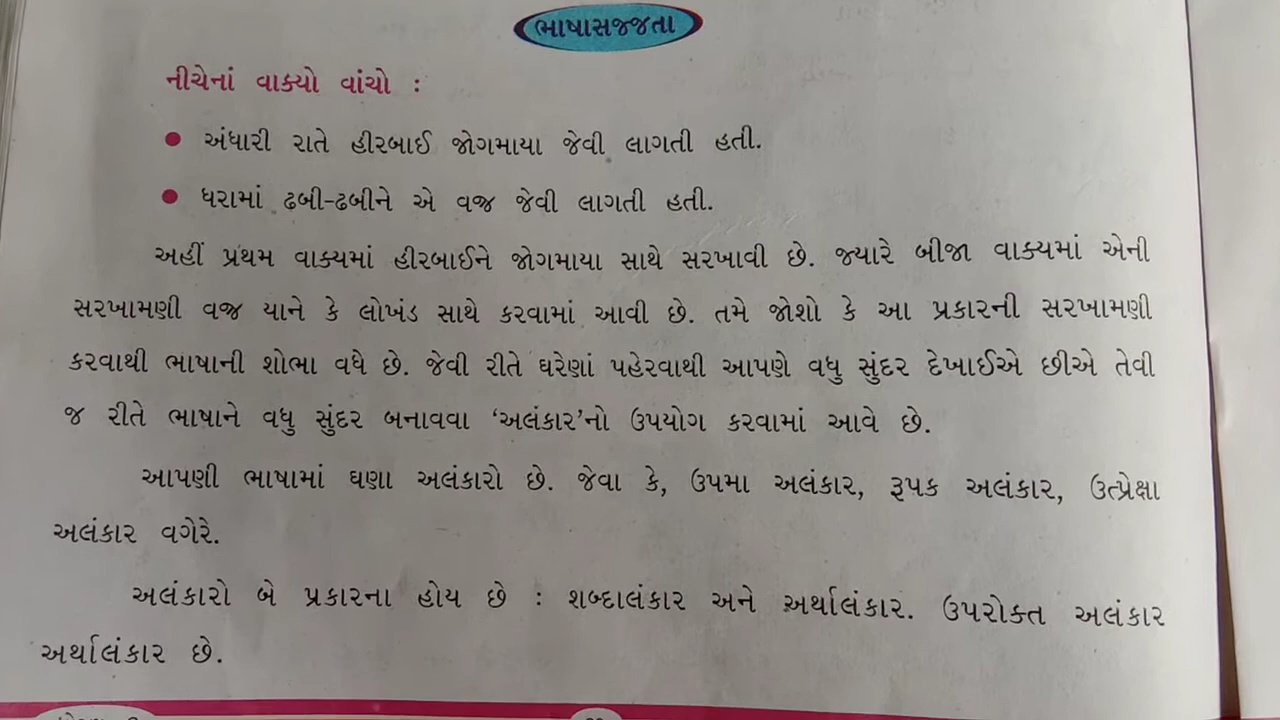 ભાષાસજ્જતા
નીચેનાં વાક્યો વાંચો :
• અંધારી રાતે હીરબાઈ જોગમાયા જેવી લાગતી હતી.
• ધરામાં ઢબી-ઢબીને એ વજ્ર જેવી લાગતી હતી.
અહીં પ્રથમ વાક્યમાં હીરબાઈને જોગમાયા સાથે સરખાવી છે. જ્યારે બીજા વાક્યમાં એની
સરખામણી વજ્ર યાને કે લોખંડ સાથે કરવામાં આવી છે. તમે જોશો કે આ પ્રકારની સરખામણી
કરવાથી ભાષાની શોભા વધે છે. જેવી રીતે ઘરેણાં પહેરવાથી આપણે વધુ સુંદર દેખાઈએ છીએ તેવી
જ રીતે ભાષાને વધુ સુંદર બનાવવા ‘અલંકાર’નો ઉપયોગ કરવામાં આવે છે.
આપણી ભાષામાં ઘણા અલંકારો છે. જેવા કે, ઉપમા અલંકાર, રૂપક અલંકાર, ઉત્પ્રેક્ષા
અલંકાર વગેરે.
અલંકારો બે પ્રકારના હોય છે : શબ્દાલંકાર અને અર્થાલંકાર. ઉપરોક્ત અલંકાર
અર્થાલંકાર છે.